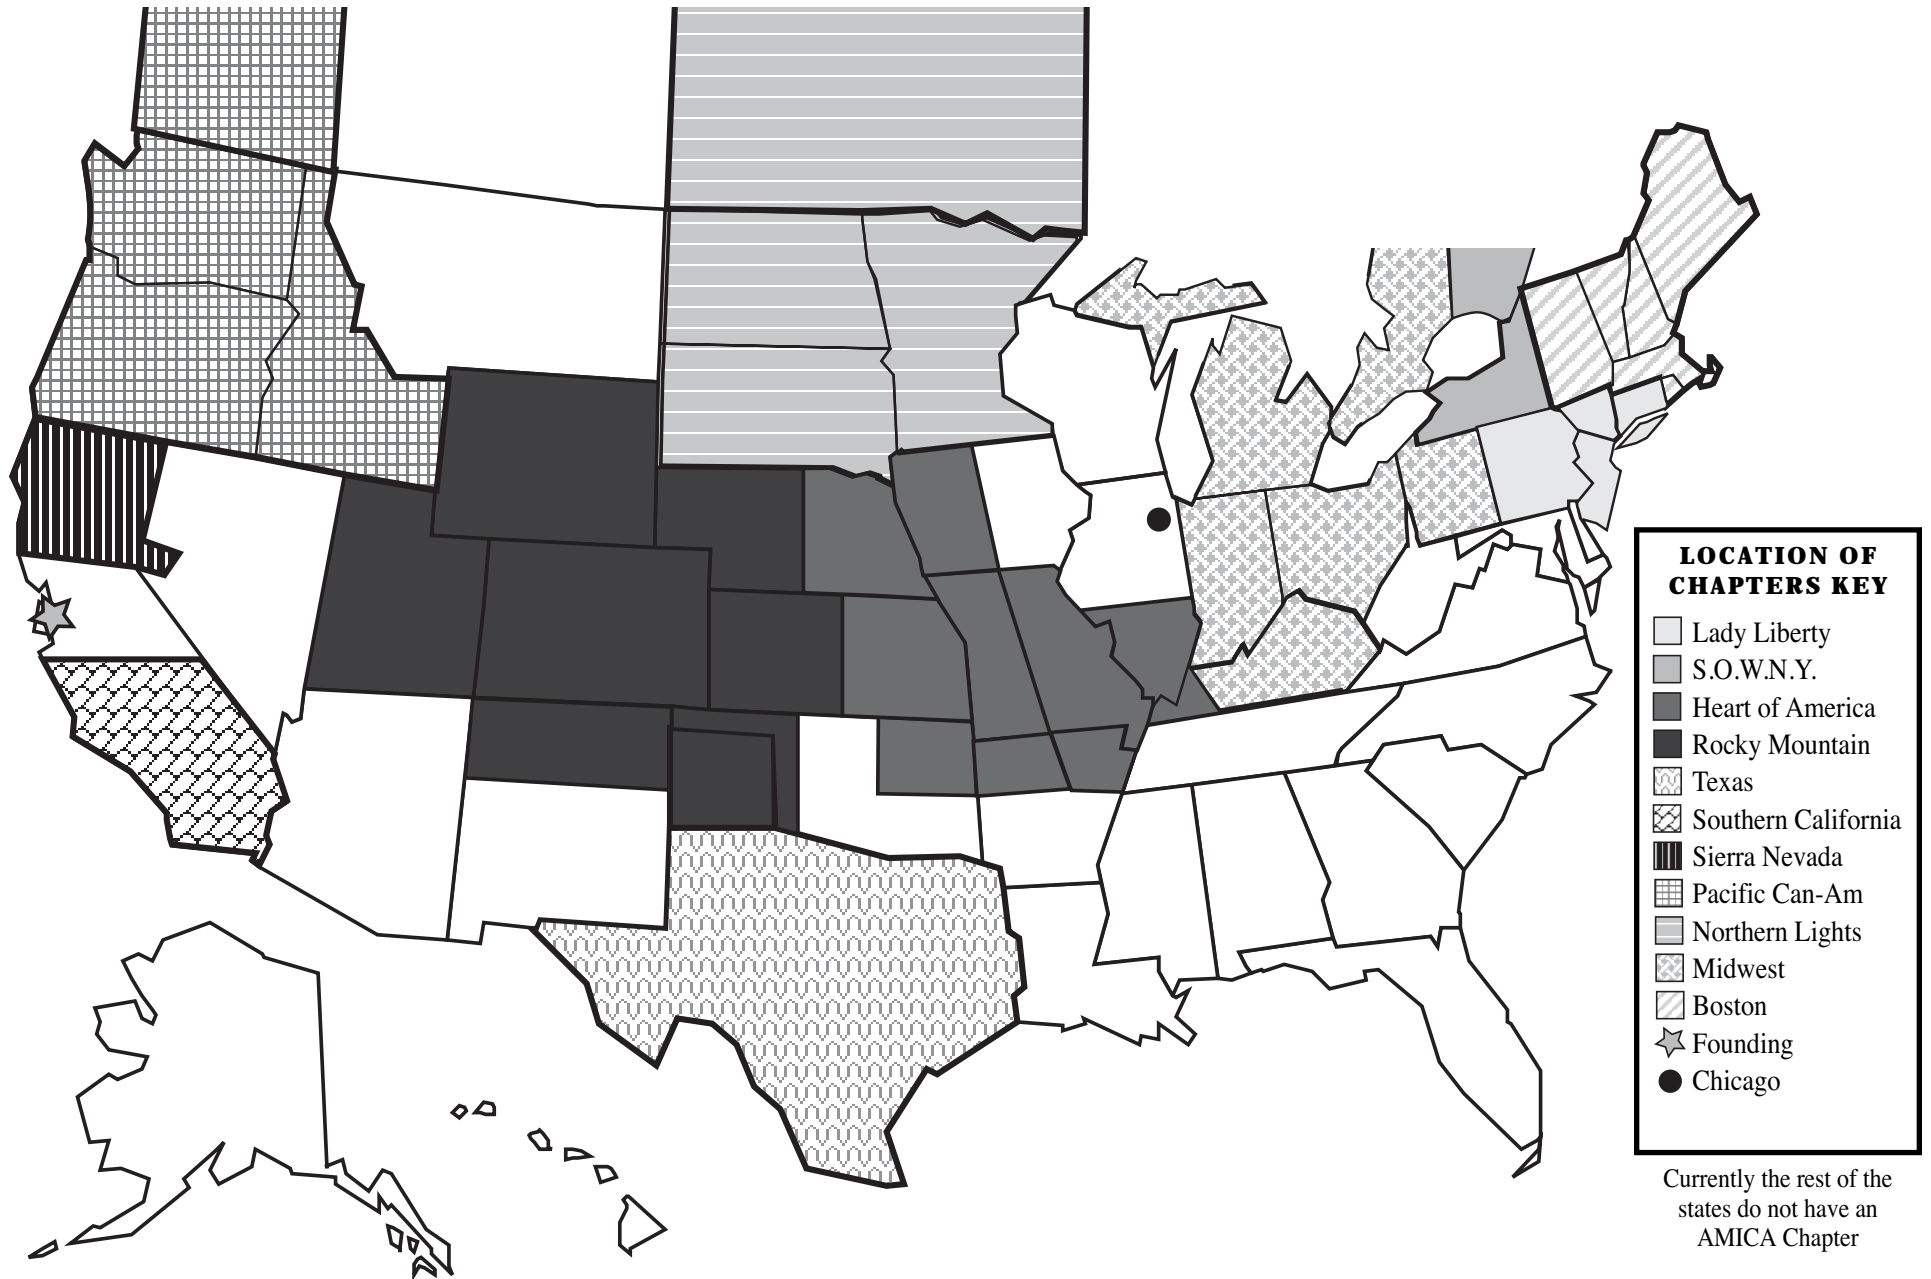 LOCATION OF
CHAPTERS KEY
Lady Liberty
S.O.W.N.Y.
Heart of America
Rocky Mountain
Texas
Southern California
Sierra Nevada
Pacific Can-Am
Northern Lights
Midwest
Boston
Founding
Chicago
Currently the rest of the
states do not have an
AMICA Chapter